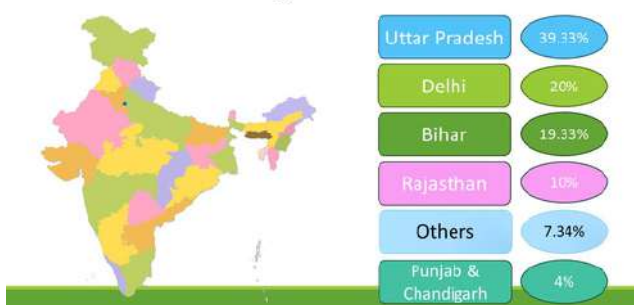 Uttar Pradesh 39.33%
Delhi 20%
Bihar 19.33%
Rajasthan 10%
Others 7.34%
Punjab &
Chandigarh 4%